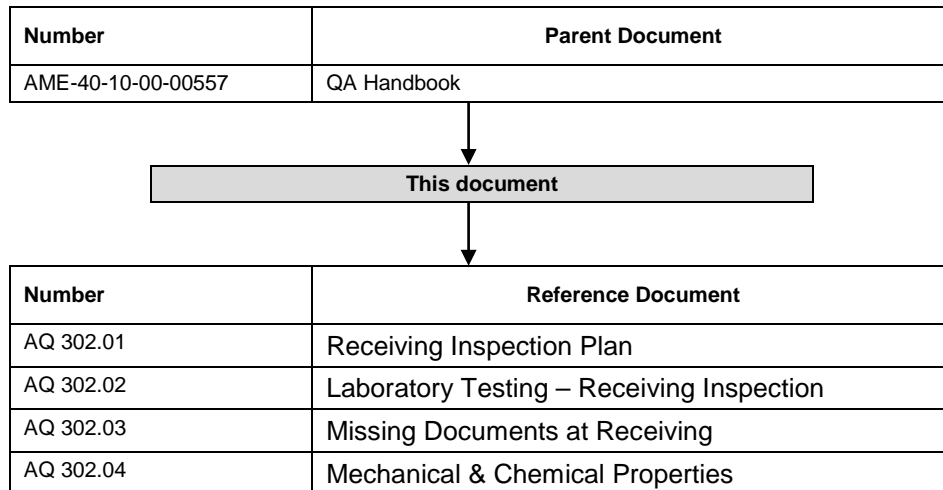 Number Parent Document
AME-40-10-00-00557 QA Handbook
This document
Number Reference Document
AQ 302.01 Receiving Inspection Plan
AQ 302.02 Laboratory Testing – Receiving Inspection
AQ 302.03 Missing Documents at Receiving
AQ 302.04 Mechanical & Chemical Properties